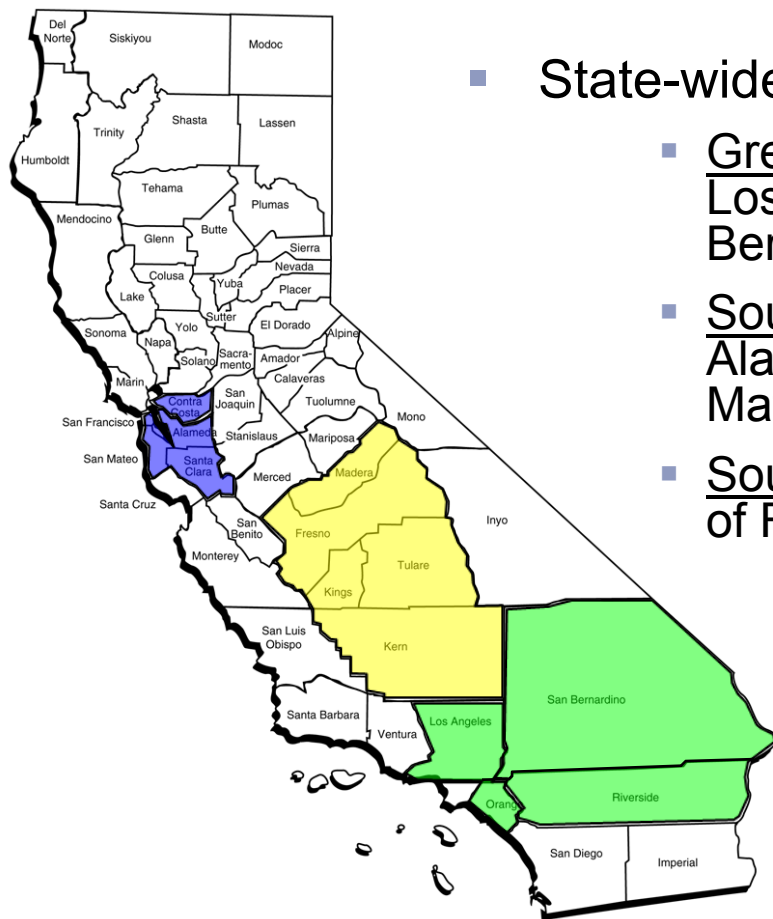 Del
Norte
Siskiyou
Modoc
Shasta
Lassen
Trinity
Humboldt
Tehama
Plumas
Mendocino
Butte
Glenn
Sierra
Nevada
Colusa
Yuba
Placer
Lake
Sutter
Yolo
El Dorado
Sonoma
Napa
Sacra-
mento
Alpine
Solano
Amador
Marin
Calaveras
San
Joaquin
Contra
Costa
Tuolumne
San Francisco
Alameda
Stanislaus
Mono
Mariposa
San Mateo
Santa
Clara
Merced
Madera
Santa Cruz
San
Benito
Fresno
Inyo
Monterey
Tulare
Kings
San Luis
Obispo
Kern
San Bernardino
Santa Barbara
Ventura
Los Angeles
Orang
Riverside
San Diego
Imperial
State-wide
Gre
Los
Ber
Sou
Ala
Ma
Sou
of F